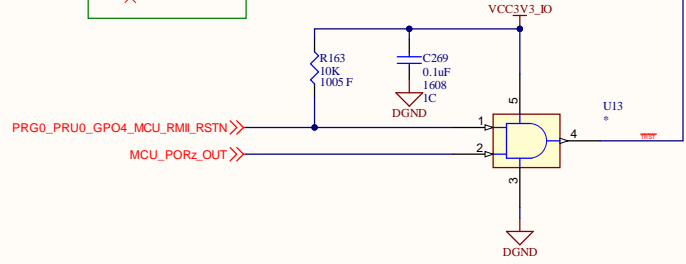 VCC3V3_IO
R163
10K
1005 F
C269
0.1uF
1608
1C
DGND
5
U13
*
PRG0_PRU0_GPO4_MCU_RMII_RSTN
1
4
MCU_PORz_OUT
2
3
DGND